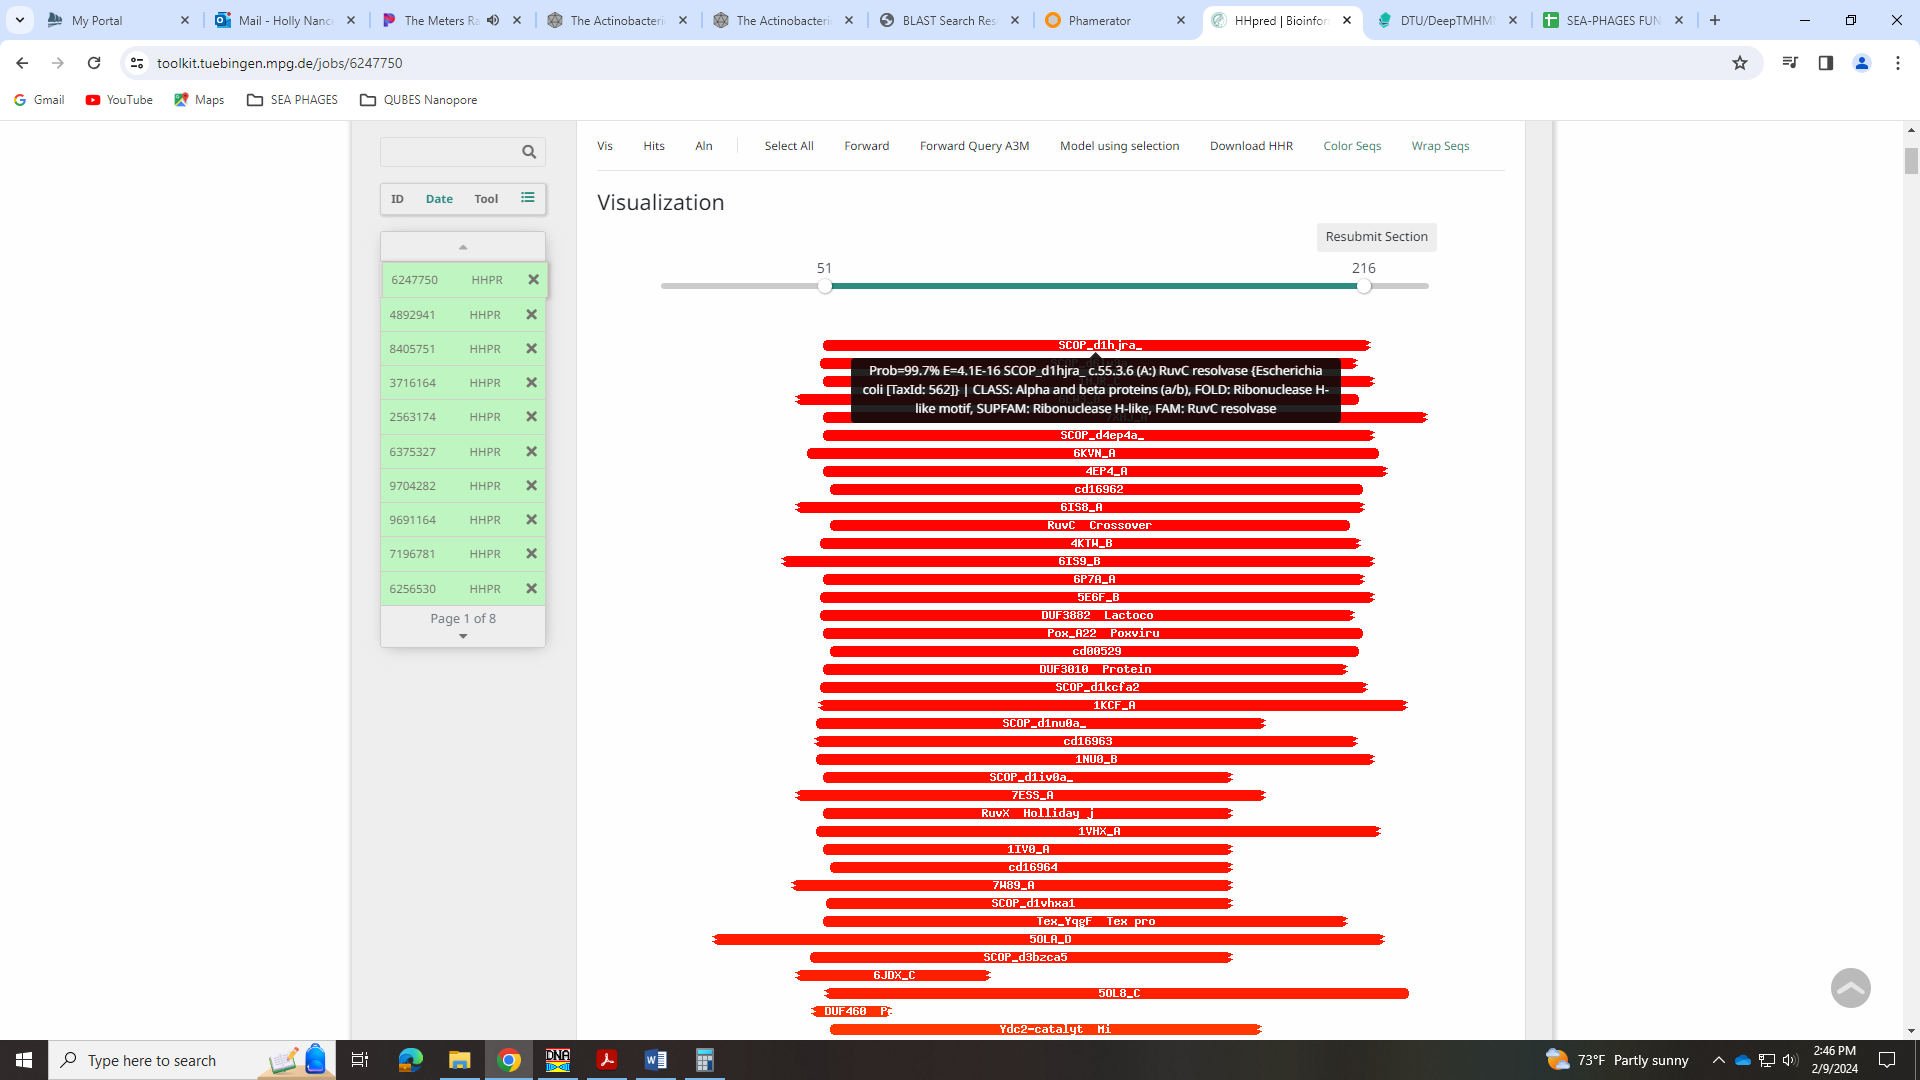 My Portal
Mail - Holly Nance
The Meters Ra
The Actinobacteri
The Actinobacteri
BLAST Search Res
Phamerator
HHpred | Bioinfor
DTU/DeepTMHM
SEA-PHAGES FUN
toolkit.tuebingen.mpg.de/jobs/6247750
Gmail
YouTube
Maps
SEA PHAGES
QUBES Nanopore
Vis Hits Aln Select All Forward Forward Query A3M Model using selection Download HHR Color Seqs Wrap Seqs
ID Date Tool
6247750 HHPR
4892941 HHPR
8405751 HHPR
3716164 HHPR
2563174 HHPR
6375327 HHPR
9704282 HHPR
9691164 HHPR
7196781 HHPR
6256530 HHPR
Page 1 of 8
Visualization
Resubmit Section
51 216
SCOP_d1hjra_
Prob=99.7% E=4.1E-16 SCOP_d1hjra_ c.55.3.6 (A:) RuvC resolvase {Escherichia
coli [TaxId: 562]} | CLASS: Alpha and beta proteins (a/b), FOLD: Ribonuclease H-
like motif, SUPFAM: Ribonuclease H-like, FAM: RuvC resolvase
SCOP_d4ep4a_
6KVN_A
4EP4_A
cd16962
6IS8_A
RuvC Crossover
4KTW_B
6IS9_B
6P7A_A
5E6F_B
DUF3882 Lactoco
Pox_A22 Poxviru
cd00529
DUF3010 Protein
SCOP_d1kcfa2
1KCF_A
SCOP_d1nu0a_
cd16963
1NU0_B
SCOP_d1iv0a_
7ESS_A
RuvX Holliday j
1VHX_A
1IV0_A
cd16964
7W89_A
SCOP_d1vhxa1
Tex_YqgF Tex pro
5OLA_D
SCOP_d3bzca5
6JDX_C
5OL8_C
DUF460 P
Ydc2-catalyt Mi
Type here to search
DNA
73°F Partly sunny
2:46 PM
2/9/2024